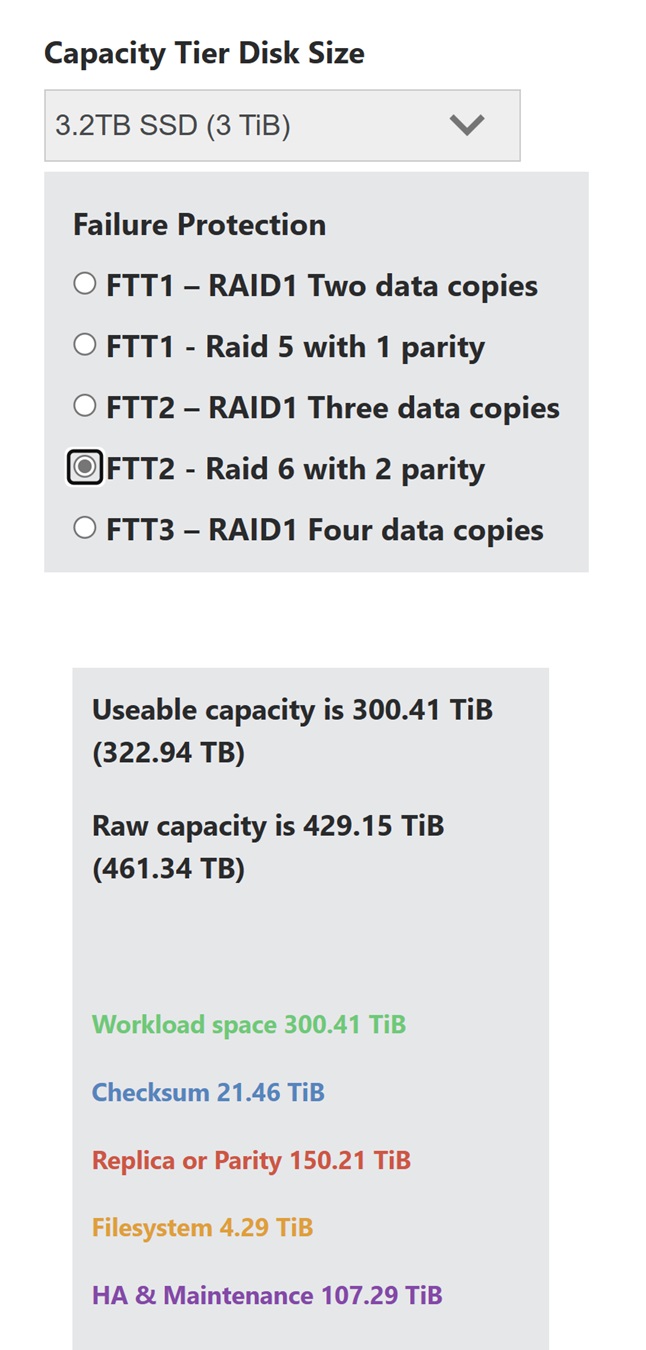 Capacity Tier Disk Size
3.2TB SSD (3 TiB)
Failure Protection
FTT1 – RAID1 Two data copies
FTT1 - Raid 5 with 1 parity
FTT2 – RAID1 Three data copies
FTT2 - Raid 6 with 2 parity
FTT3 – RAID1 Four data copies
Useable capacity is 300.41 TiB
(322.94 TB)
Raw capacity is 429.15 TiB
(461.34 TB)
Workload space 300.41 TiB
Checksum 21.46 TiB
Replica or Parity 150.21 TiB
Filesystem 4.29 TiB
HA & Maintenance 107.29 TiB